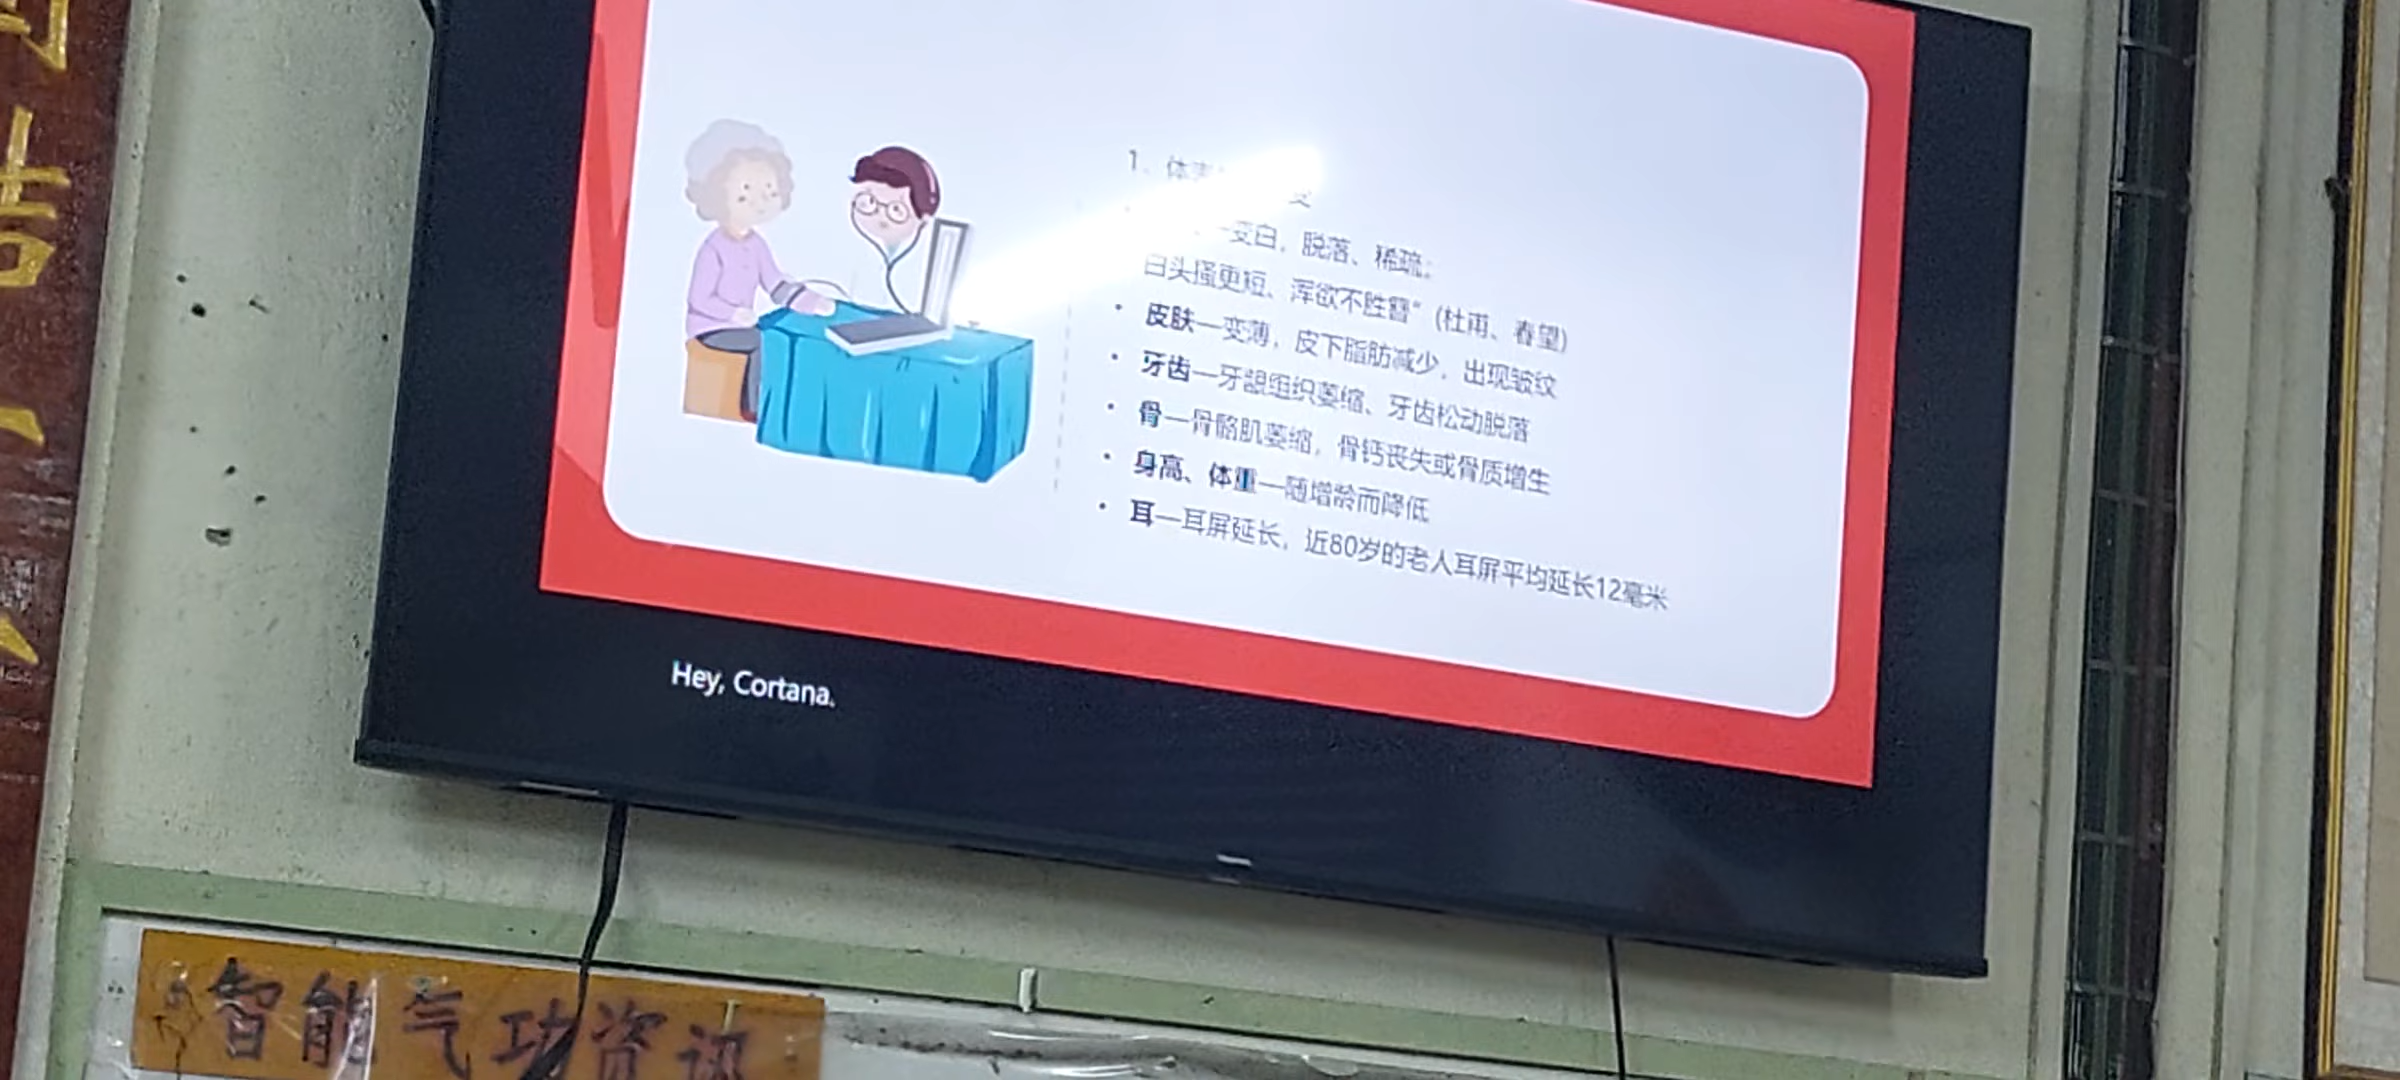 1、体
变白，脱落、稀疏；
白头搔更短、浑欲不胜簪" (杜甫、春望)
• 皮肤—变薄，皮下脂肪减少，出现皱纹
• 牙齿—牙龈组织萎缩、牙齿松动脱落
• 骨—骨骼肌萎缩，骨钙丧失或骨质增生
• 身高、体重—随增龄而降低
• 耳—耳屏延长，近80岁的老人耳屏平均延长12毫米
Hey, Cortana.
智能气功资讯
吉